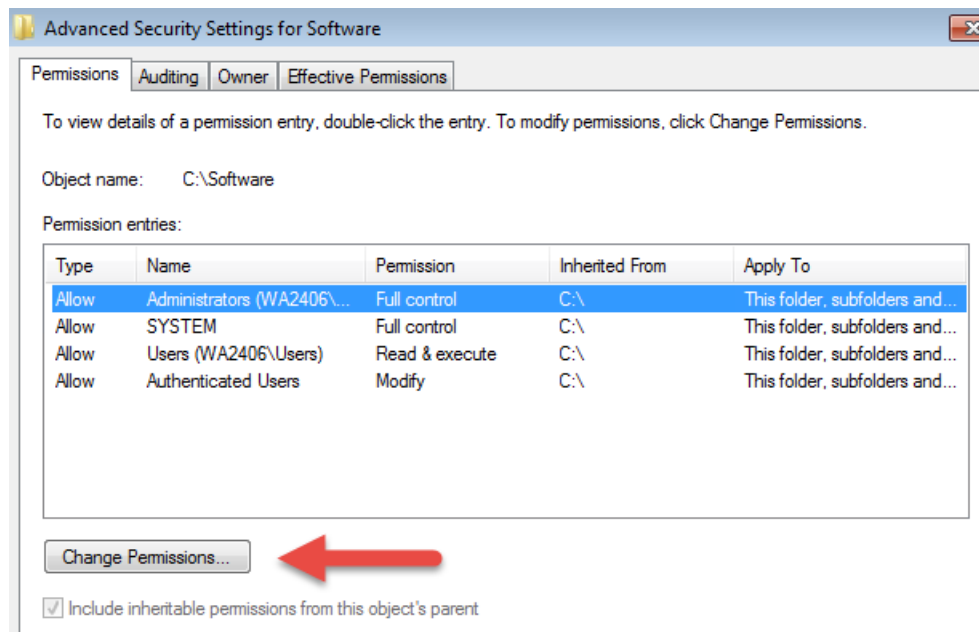 Advanced Security Settings for Software
Permissions Auditing Owner Effective Permissions
To view details of a permission entry, double-click the entry. To modify permissions, click Change Permissions.
Object name: C:\Software
Permission entries:
Type Name Permission Inherited From Apply To
Allow Administrators (WA2406\... Full control C:\ This folder, subfolders and...
Allow SYSTEM Full control C:\ This folder, subfolders and...
Allow Users (WA2406\Users) Read & execute C:\ This folder, subfolders and...
Allow Authenticated Users Modify C:\ This folder, subfolders and...
Change Permissions...
Include inheritable permissions from this object's parent